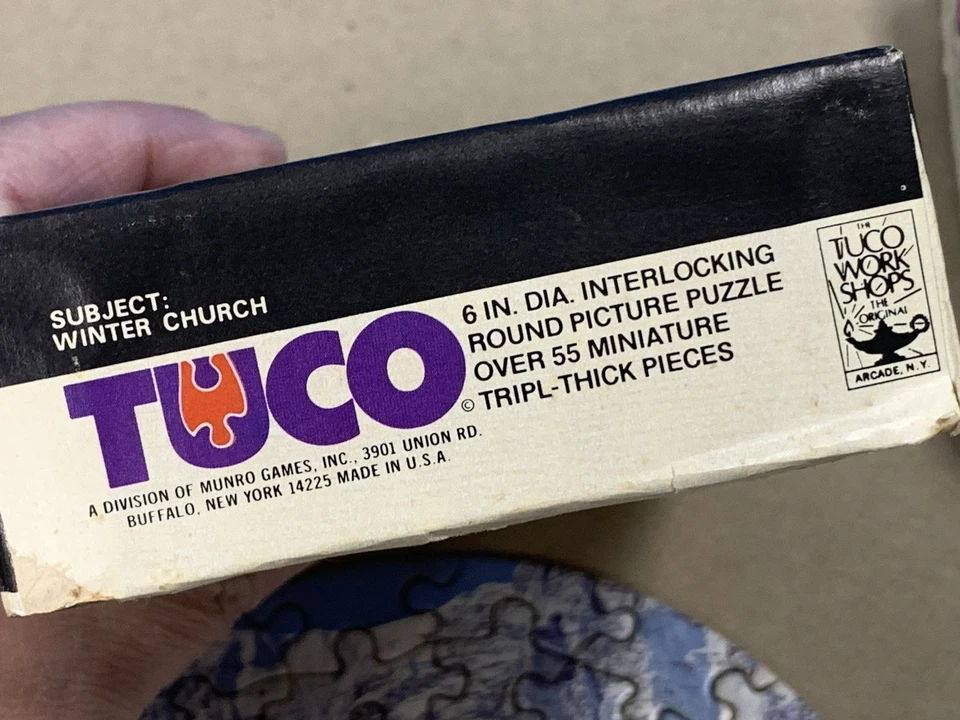 SUBJECT:
WINTER CHURCH
TUCO
A DIVISION OF MUNRO GAMES, INC., 3901 UNION RD.
BUFFALO, NEW YORK 14225 MADE IN U.S.A.
6 IN. DIA. INTERLOCKING
ROUND PICTURE PUZZLE
OVER 55 MINIATURE
© TRIPL-THICK PIECES
THE
TUCO
WORK
SHOPS
THE
ORIGINAL
ARCADE, N.Y.